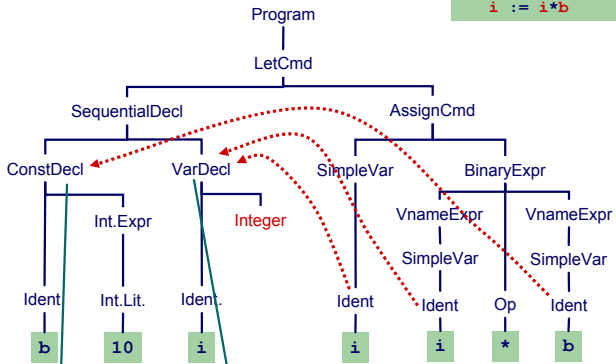 i := i*b
Program
LetCmd
SequentialDecl AssignCmd
ConstDecl VarDecl SimpleVar BinaryExpr
Int.Expr Integer VnameExpr VnameExpr
SimpleVar SimpleVar
Ident Int.Lit. Ident. Ident Ident Op Ident
b 10 i i i * b